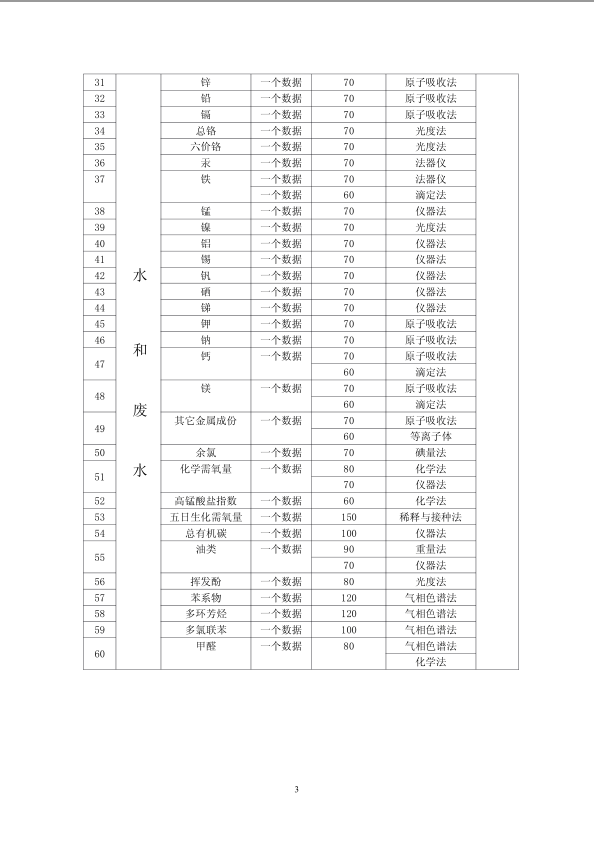 31 锌 一个数据 70 原子吸收法
32 铅 一个数据 70 原子吸收法
33 镉 一个数据 70 原子吸收法
34 总铬 一个数据 70 光度法
35 六价铬 一个数据 70 光度法
36 汞 一个数据 70 法器仪
37 铁 一个数据 70 法器仪
一个数据 60 滴定法
38 锰 一个数据 70 仪器法
39 镍 一个数据 70 光度法
40 铝 一个数据 70 仪器法
41 锡 一个数据 70 仪器法
42 钒 一个数据 70 仪器法
43 硒 一个数据 70 仪器法
44 锑 一个数据 70 仪器法
45 钾 一个数据 70 原子吸收法
46 钠 一个数据 70 原子吸收法
47 钙 一个数据 70 原子吸收法
60 滴定法
48 镁 一个数据 70 原子吸收法
60 滴定法
49 其它金属成份 一个数据 70 原子吸收法
60 等离子体
50 余氯 一个数据 70 碘量法
51 化学需氧量 一个数据 80 化学法
70 仪器法
52 高锰酸盐指数 一个数据 60 化学法
53 五日生化需氧量 一个数据 150 稀释与接种法
54 总有机碳 一个数据 100 仪器法
55 油类 一个数据 90 重量法
70 仪器法
56 挥发酚 一个数据 80 光度法
57 苯系物 一个数据 120 气相色谱法
58 多环芳烃 一个数据 120 气相色谱法
59 多氯联苯 一个数据 100 气相色谱法
60 甲醛 一个数据 80 气相色谱法
化学法
水
和
废
水
3